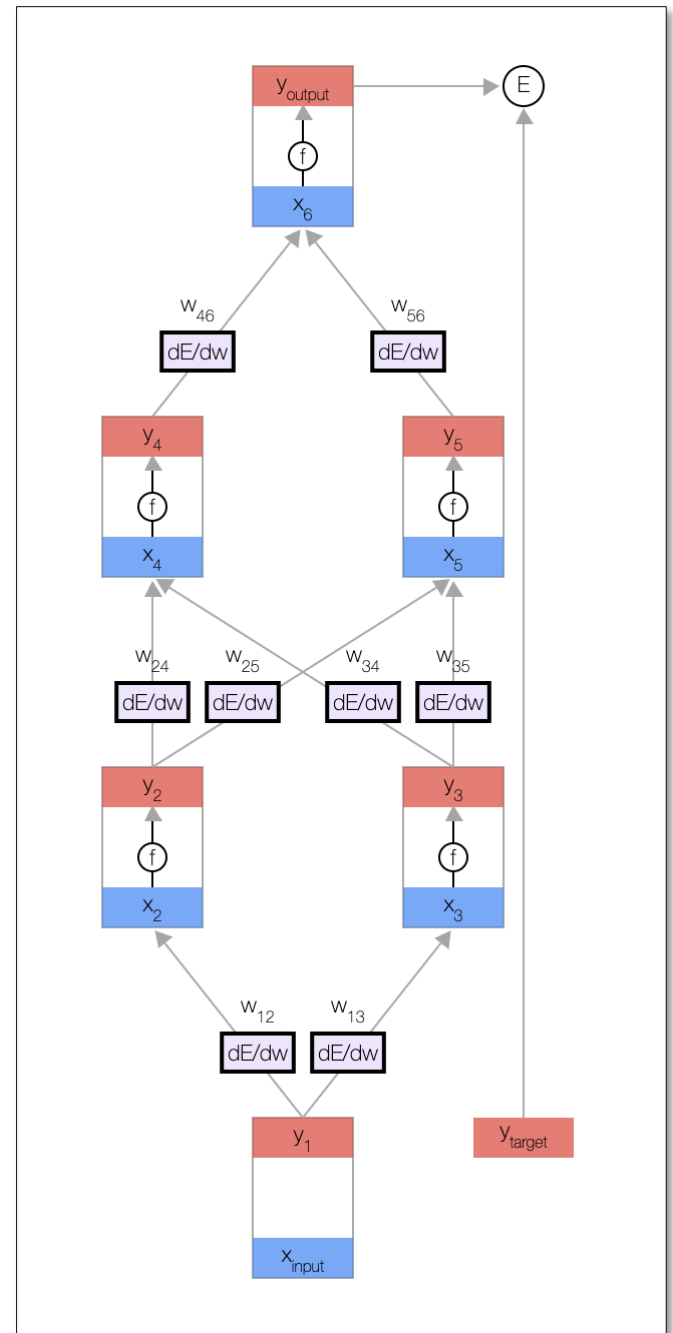 y_output E
f
x_6
w_46 w_56
dE/dw dE/dw
y_4 y_5
f f
x_4 x_5
w_24 w_25 w_34 w_35
dE/dw dE/dw dE/dw dE/dw
y_2 y_3
f f
x_2 x_3
w_12 w_13
dE/dw dE/dw
y_1 y_target
x_input